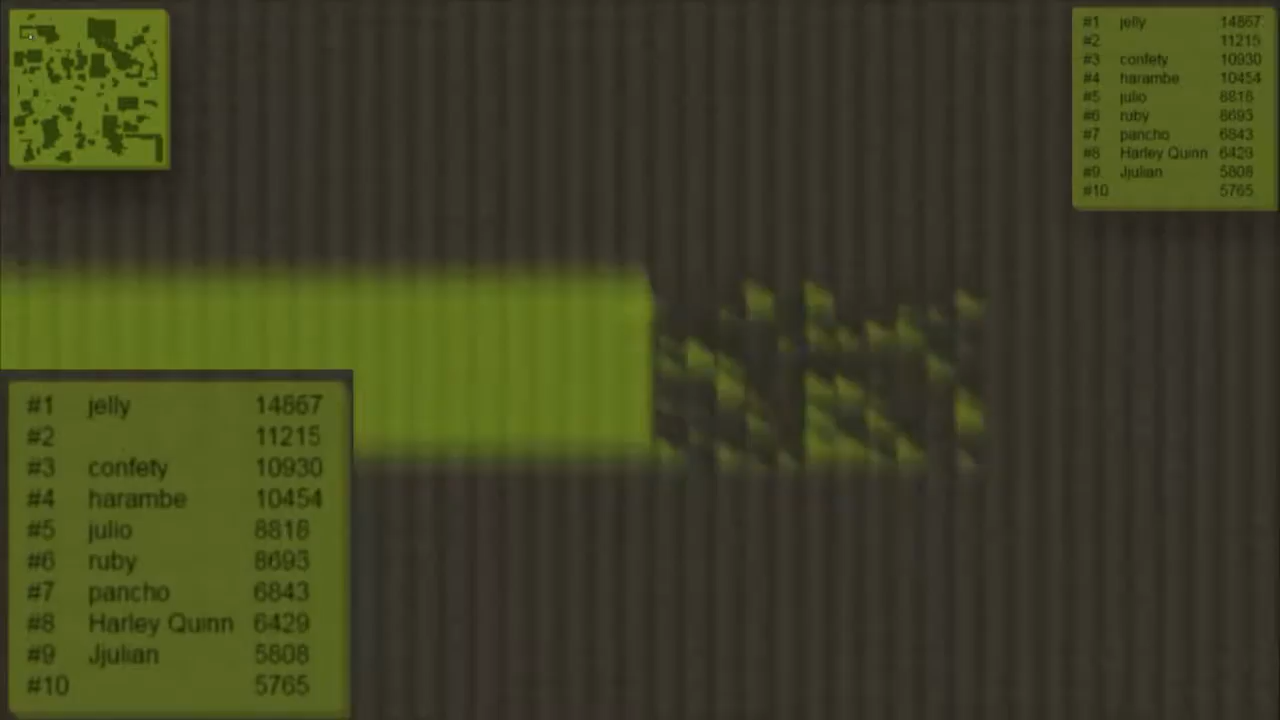 #1 jelly 14867
#2 11215
#3 confety 10930
#4 harambe 10454
#5 julio 8816
#6 ruby 8693
#7 pancho 6843
#8 Harley Quinn 6429
#9 Jjulian 5808
#10 5765
#1 jelly 14867
#2 11215
#3 confety 10930
#4 harambe 10454
#5 julio 8816
#6 ruby 8693
#7 pancho 6843
#8 Harley Quinn 6429
#9 Jjulian 5808
#10 5765